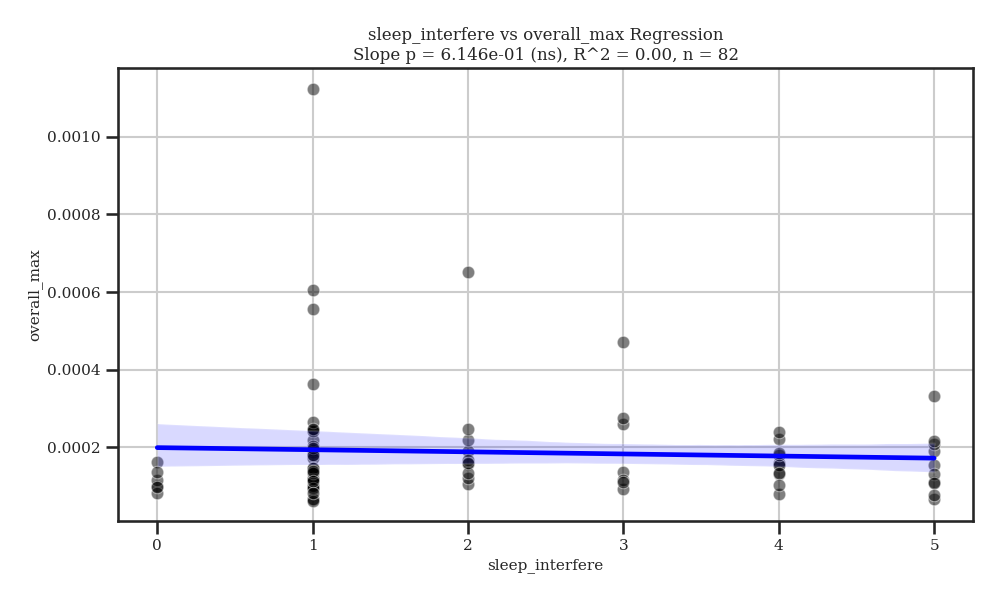 sleep_interfere vs overall_max Regression
Slope p = 6.146e-01 (ns), R^2 = 0.00, n = 82
0.0010
0.0008
0.0006
0.0004
0.0002
overall_max
0 1 2 3 4 5
sleep_interfere